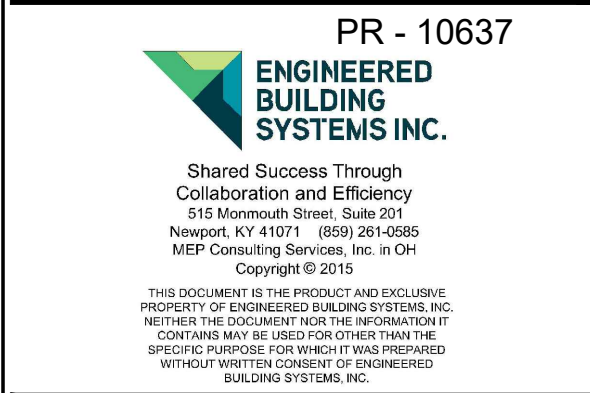 PR - 10637
ENGINEERED
BUILDING
SYSTEMS INC.
Shared Success Through
Collaboration and Efficiency
515 Monmouth Street, Suite 201
Newport, KY 41071 (859) 261-0585
MEP Consulting Services, Inc. in OH
Copyright © 2015
THIS DOCUMENT IS THE PRODUCT AND EXCLUSIVE
PROPERTY OF ENGINEERED BUILDING SYSTEMS, INC.
NEITHER THE DOCUMENT NOR THE INFORMATION IT
CONTAINS MAY BE USED FOR OTHER THAN THE
SPECIFIC PURPOSE FOR WHICH IT WAS PREPARED
WITHOUT WRITTEN CONSENT OF ENGINEERED
BUILDING SYSTEMS, INC.